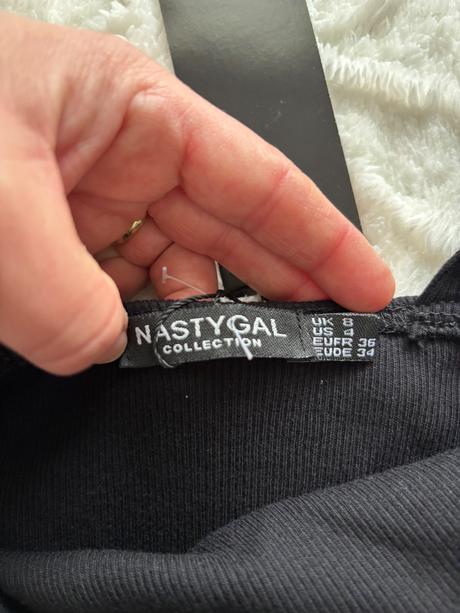 NASTYGAL
COLLECTION
UK 8
US 4
EUFR 36
EUDE 34